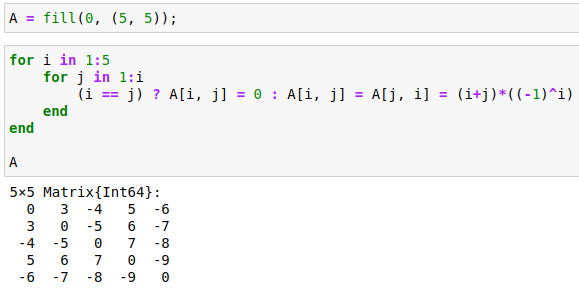 A = fill(0, (5, 5));
for i in 1:5
    for j in 1:i
        (i == j) ? A[i, j] = 0 : A[i, j] = A[j, i] = (i+j)*((-1)^i)
    end
end
A
5×5 Matrix{Int64}:
  0   3  -4   5  -6
  3   0  -5   6  -7
 -4  -5   0   7  -8
  5   6   7   0  -9
 -6  -7  -8  -9   0